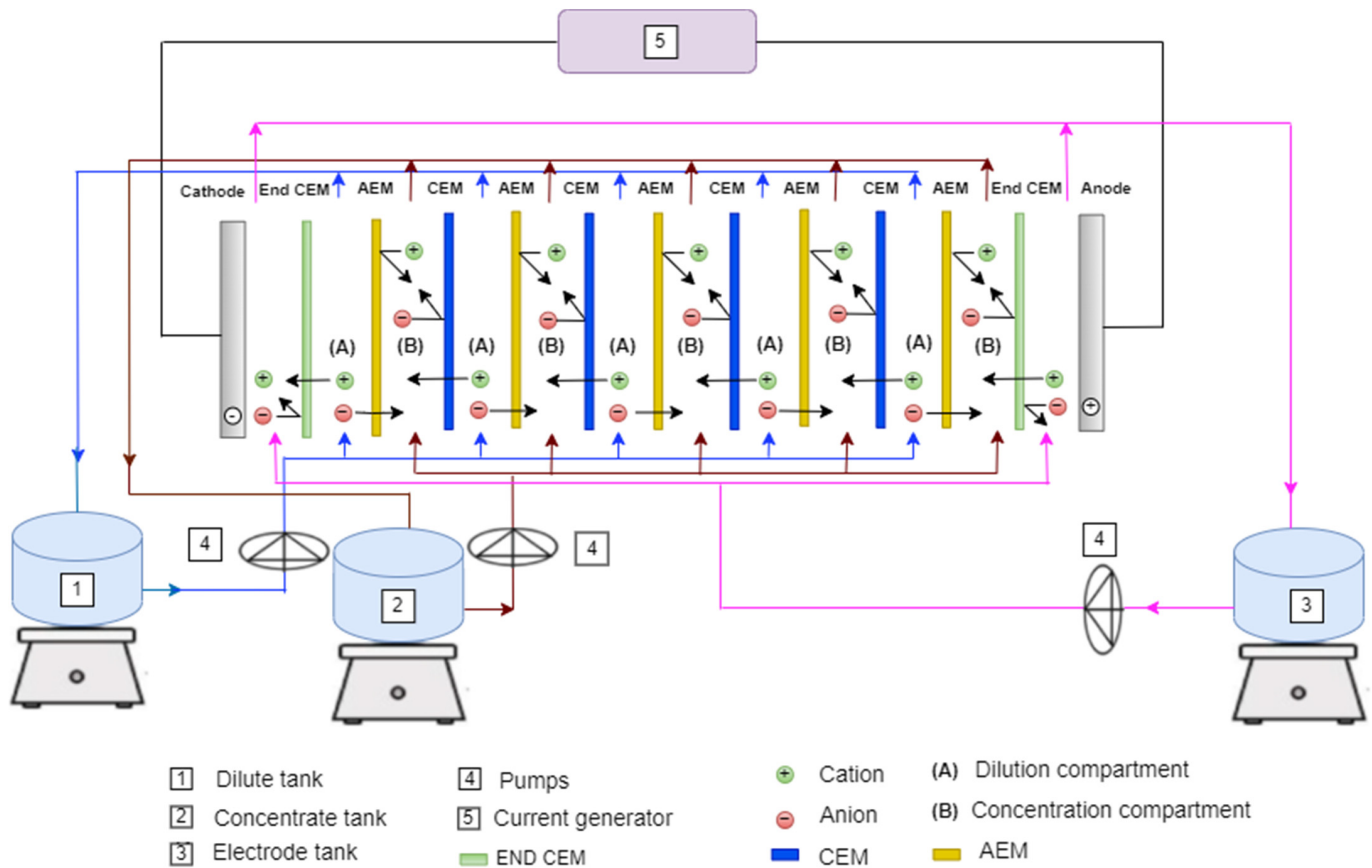 5
Cathode End CEM AEM CEM AEM CEM AEM CEM AEM CEM AEM End CEM Anode
+ + + + +
- - - - -
(A) (B) (A) (B) (A) (B) (A) (B) (A) (B)
+ + + + + + +
- - - - - - - - +
4 4 4
1 2 3
1 Dilute tank 4 Pumps + Cation (A) Dilution compartment
2 Concentrate tank 5 Current generator - Anion (B) Concentration compartment
3 Electrode tank END CEM CEM AEM